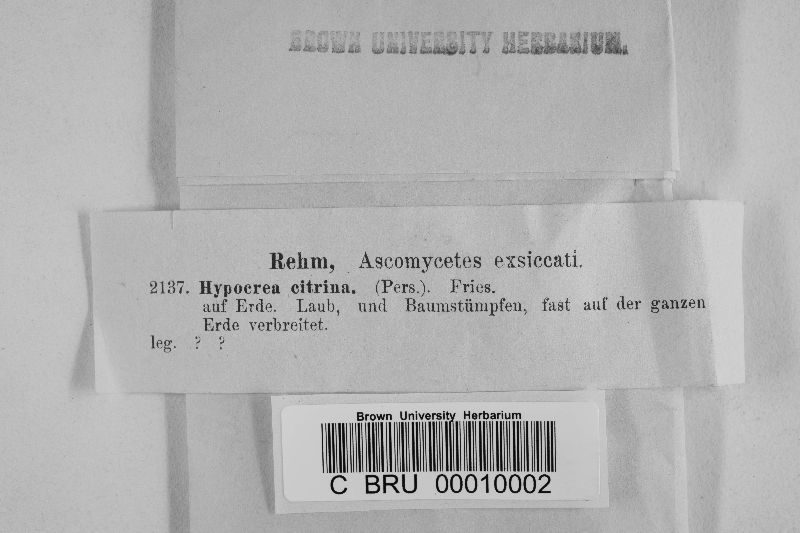 BROWN UNIVERSITY HERBARIUM.
Rehm, Ascomycetes exsiccati.
2137. Hypocrea citrina. (Pers.). Fries.
auf Erde. Laub, und Baumstümpfen, fast auf der ganzen
Erde verbreitet.
leg. ? ?
Brown University Herbarium
C BRU 00010002